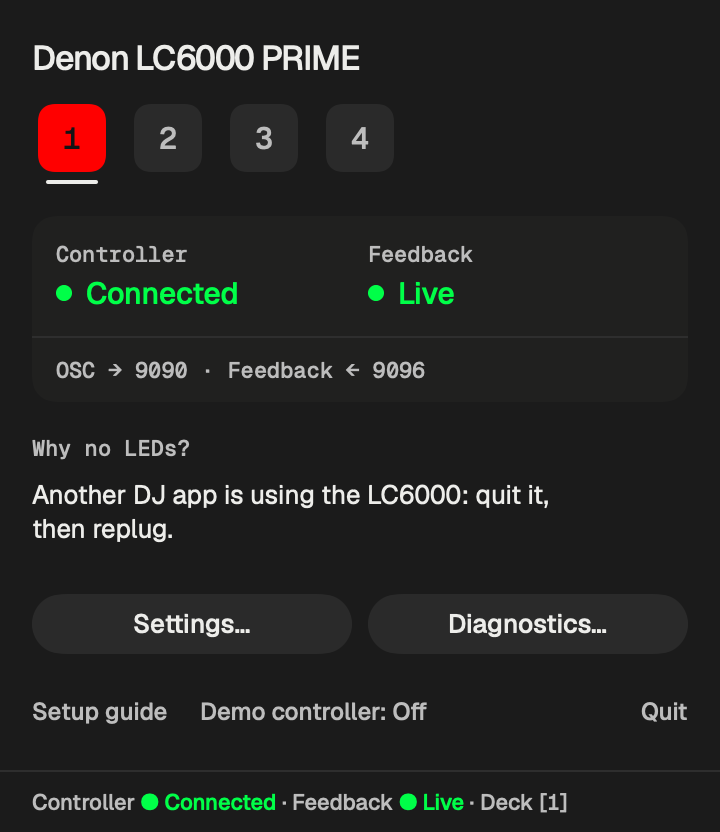 Denon LC6000 PRIME
1 2 3 4
Controller Feedback
Connected Live
OSC → 9090 · Feedback ← 9096
Why no LEDs?
Another DJ app is using the LC6000: quit it,
then replug.
Settings… Diagnostics…
Setup guide Demo controller: Off Quit
Controller ● Connected · Feedback ● Live · Deck [1]